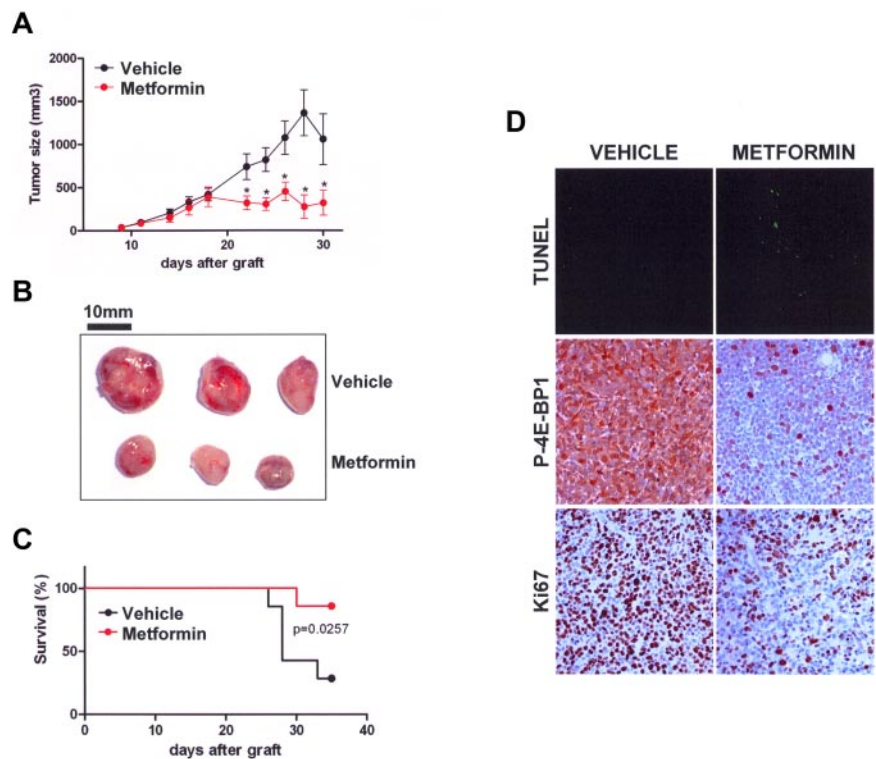 A
2000
1500
1000
500
0
Tumor size (mm3)
Vehicle
Metformin
* * * * *
10 20 30
days after graft
B
10mm
Vehicle
Metformin
C
100
50
0
Survival (%)
Vehicle
Metformin
p=0.0257
0 10 20 30 40
days after graft
D
VEHICLE METFORMIN
TUNEL
P-4E-BP1
Ki67